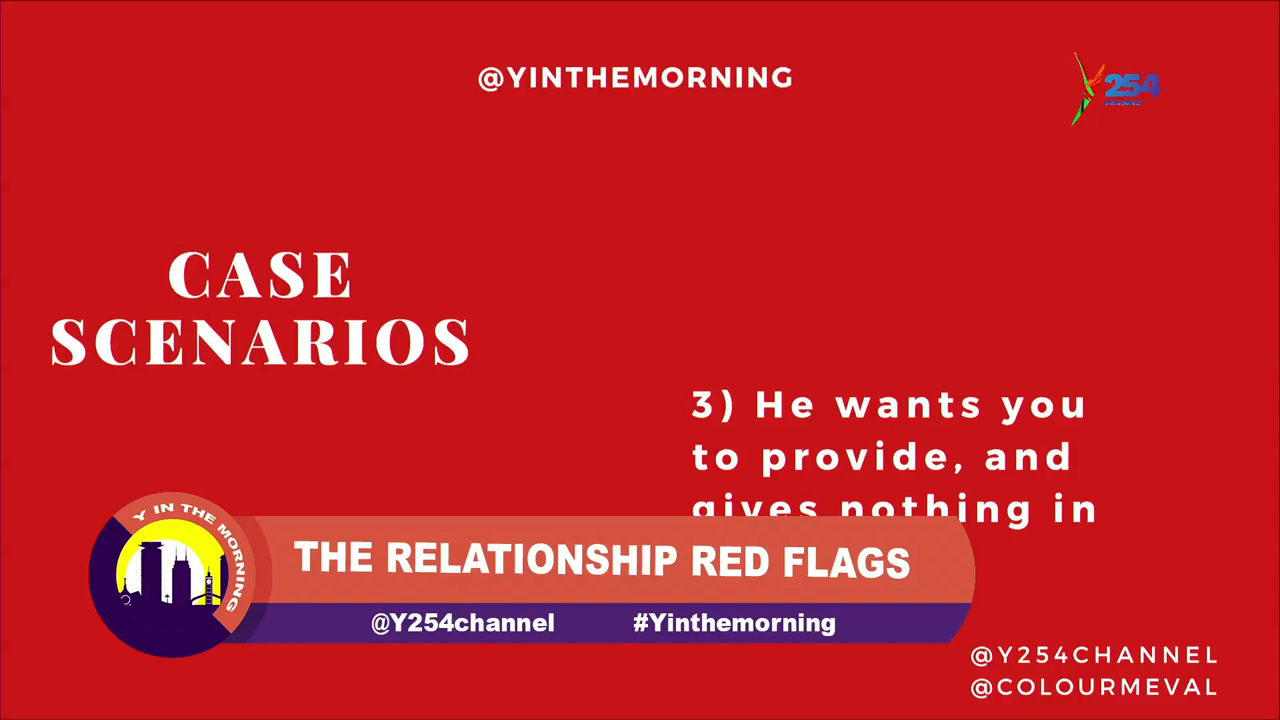 @YINTHEMORNING
254
CASE
SCENARIOS
3) He wants you
to provide, and
gives nothing in
Y IN THE MORNING
THE RELATIONSHIP RED FLAGS
@Y254channel #Yinthemorning
@Y254CHANNEL
@COLOURMEVAL